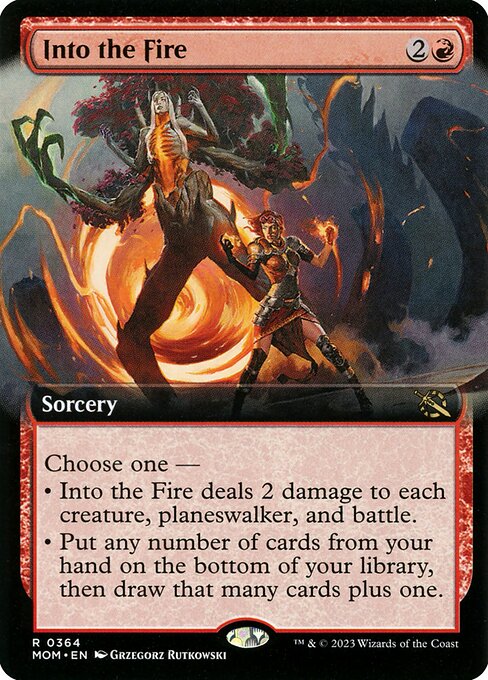 Into the Fire 2
Sorcery
Choose one —
• Into the Fire deals 2 damage to each
creature, planeswalker, and battle.
• Put any number of cards from your
hand on the bottom of your library,
then draw that many cards plus one.
R 0364
MOM • EN Grzegorz Rutkowski
™ & © 2023 Wizards of the Coast